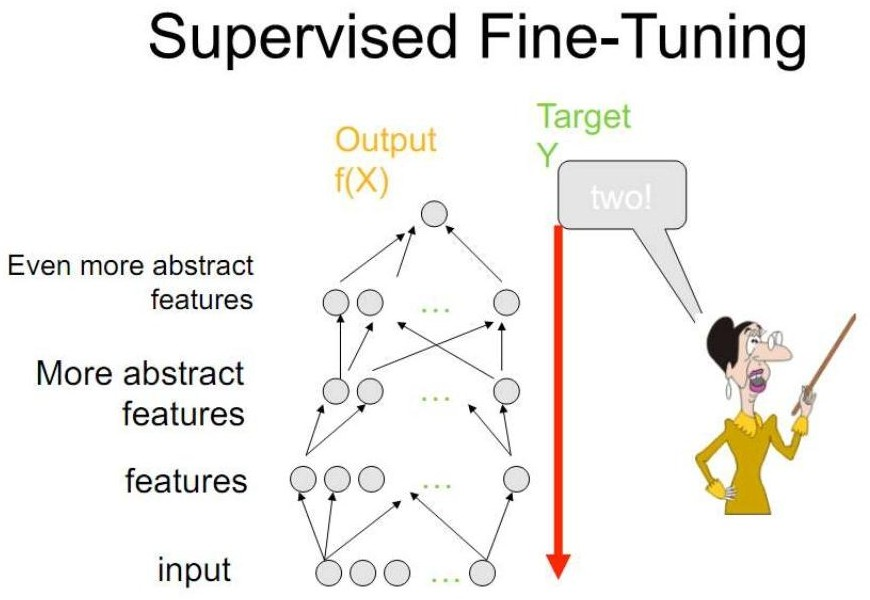 Supervised Fine-Tuning
Output
f(X)
Target
Y
two!
Even more abstract
features
...
More abstract
features
...
features
...
input
...